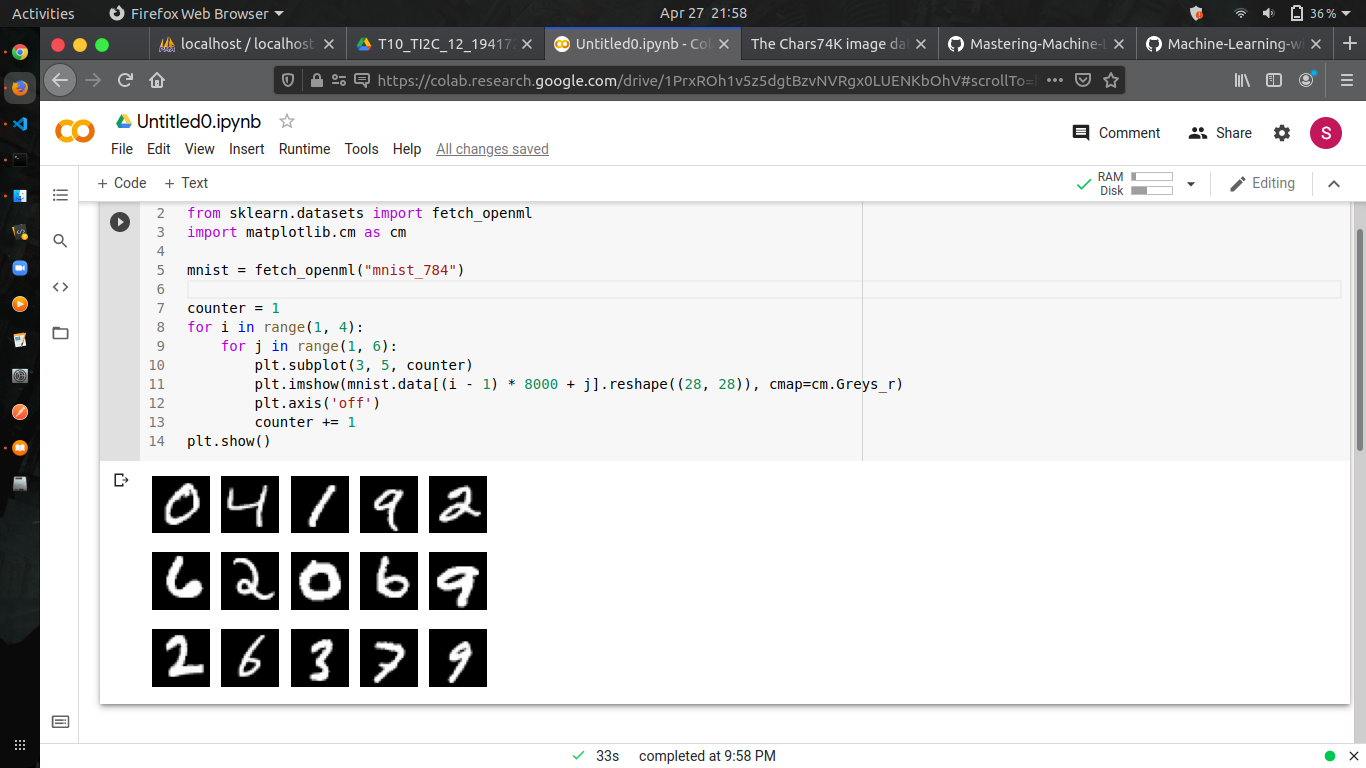 Activities Firefox Web Browser Apr 27 21:58 36 %
localhost / localhost T10_TI2C_12_19417 Untitled0.ipynb - Co The Chars74K image da Mastering-Machine-L Machine-Learning-w
https://colab.research.google.com/drive/1PrxROh1v5z5dgtBzvNVRgx0LUENKbOhV#scrollTo=
Untitled0.ipynb
Comment Share S
File Edit View Insert Runtime Tools Help All changes saved
+ Code + Text RAM Disk Editing
2 from sklearn.datasets import fetch_openml
3 import matplotlib.cm as cm
4
5 mnist = fetch_openml("mnist_784")
6
7 counter = 1
8 for i in range(1, 4):
9 for j in range(1, 6):
10 plt.subplot(3, 5, counter)
11 plt.imshow(mnist.data[(i - 1) * 8000 + j].reshape((28, 28)), cmap=cm.Greys_r)
12 plt.axis('off')
13 counter += 1
14 plt.show()
0 4 1 9 2
6 2 0 6 9
2 6 3 7 9
33s completed at 9:58 PM